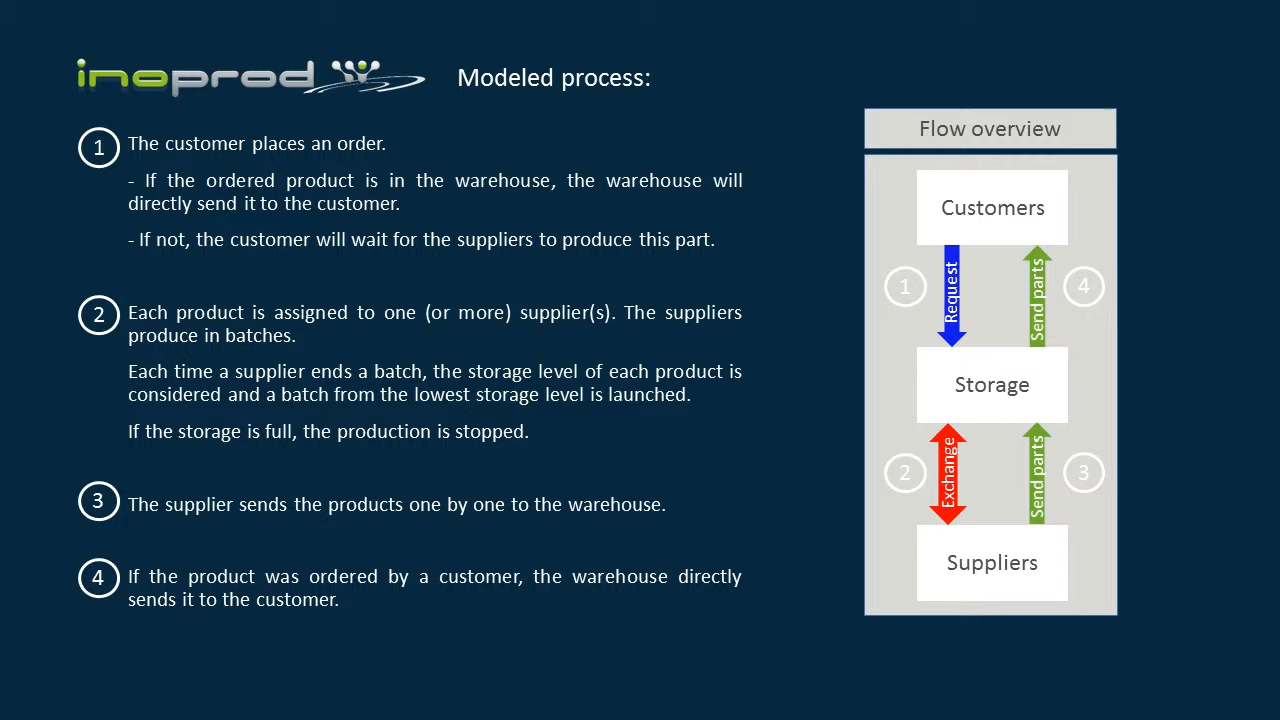 inoprod
Modeled process:
1
The customer places an order.
- If the ordered product is in the warehouse, the warehouse will
directly send it to the customer.
- If not, the customer will wait for the suppliers to produce this part.
2
Each product is assigned to one (or more) supplier(s). The suppliers
produce in batches.
Each time a supplier ends a batch, the storage level of each product is
considered and a batch from the lowest storage level is launched.
If the storage is full, the production is stopped.
3
The supplier sends the products one by one to the warehouse.
4
If the product was ordered by a customer, the warehouse directly
sends it to the customer.
Flow overview
Customers
1
Request
Send parts
4
Storage
2
Exchange
Send parts
3
Suppliers